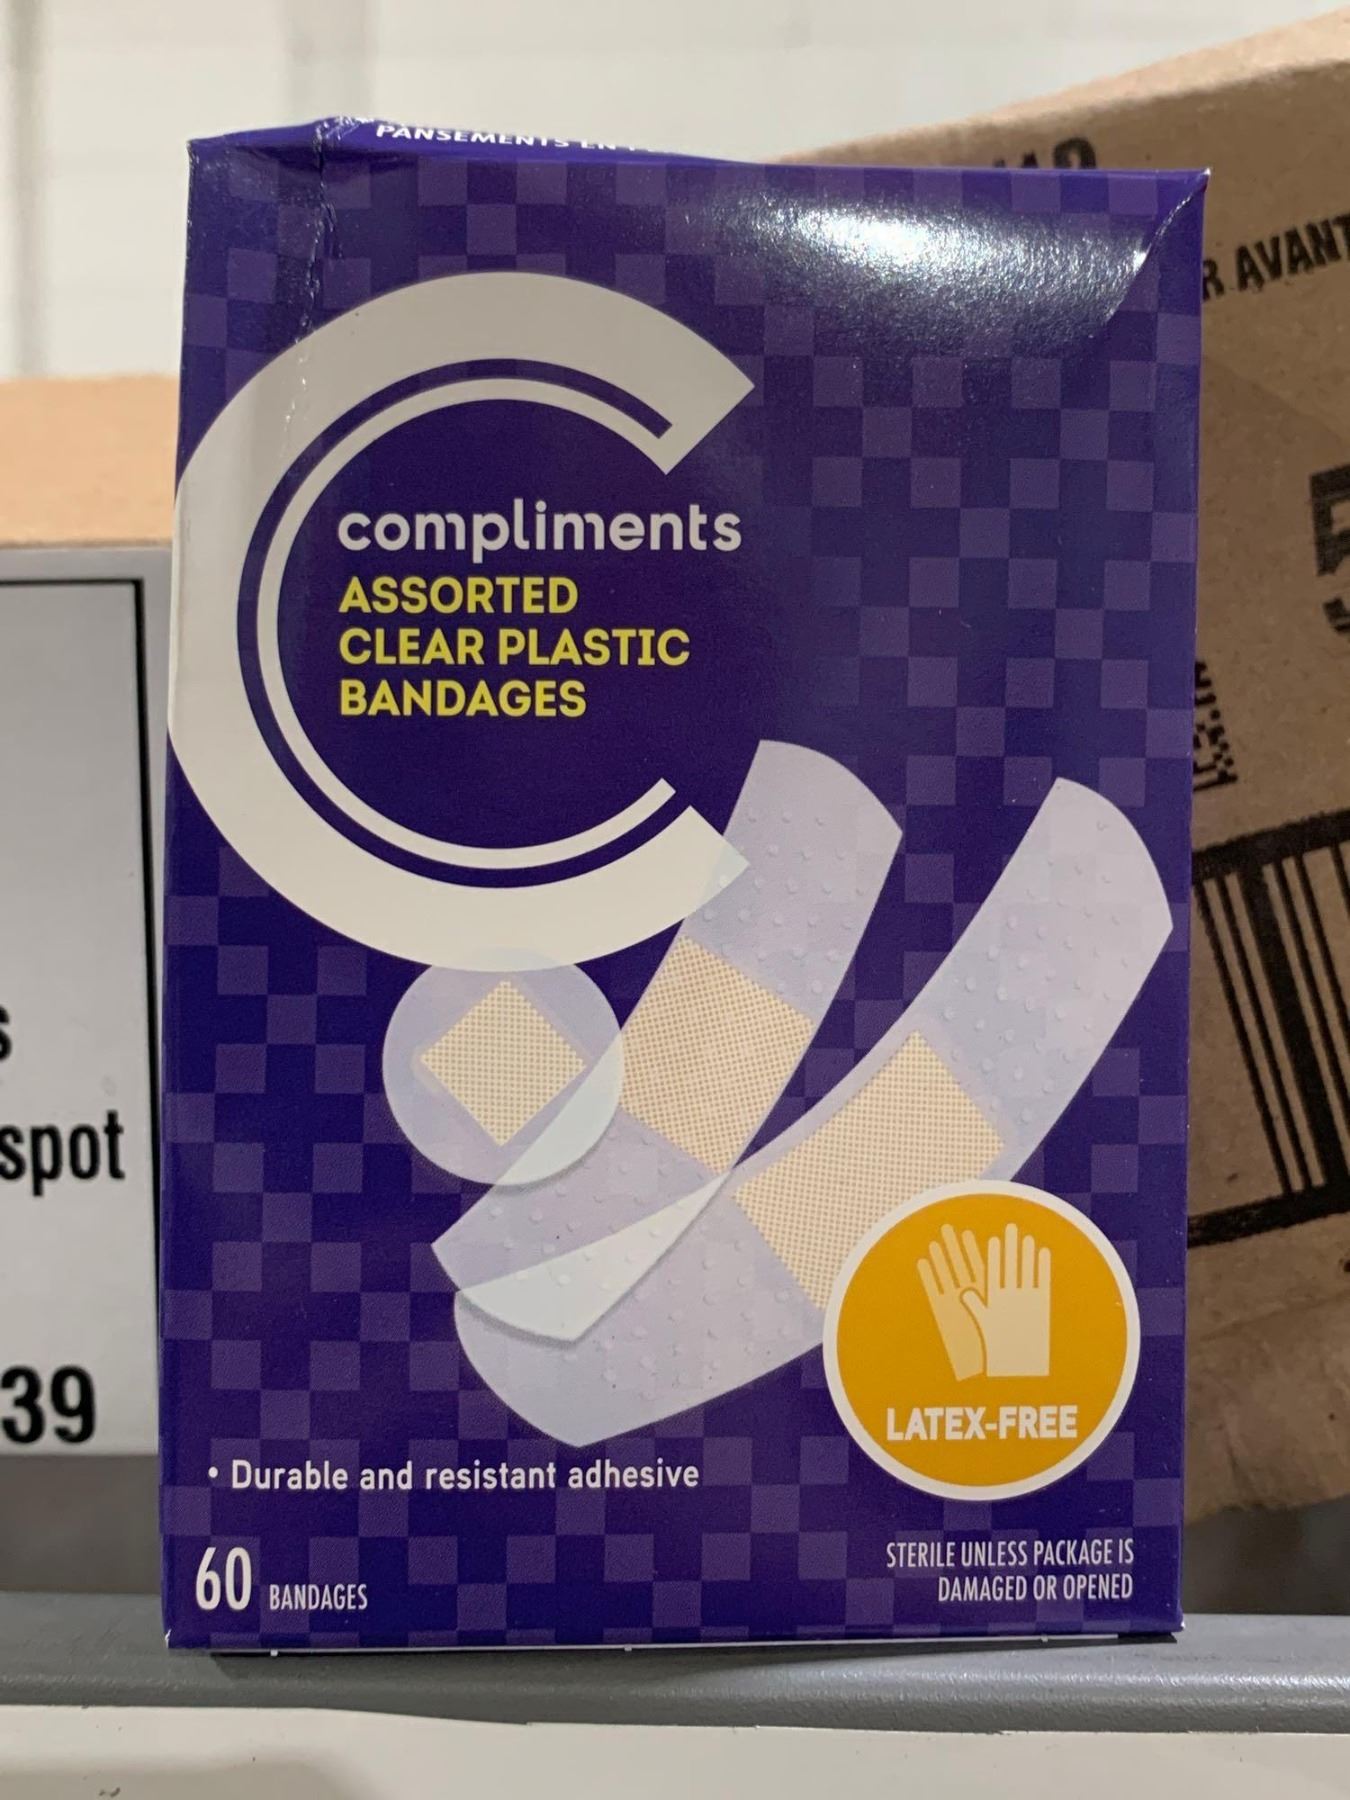 PANSEMENTS EN
compliments
ASSORTED
CLEAR PLASTIC
BANDAGES
LATEX-FREE
• Durable and resistant adhesive
60 BANDAGES
STERILE UNLESS PACKAGE IS
DAMAGED OR OPENED
spot
39
R AVANT